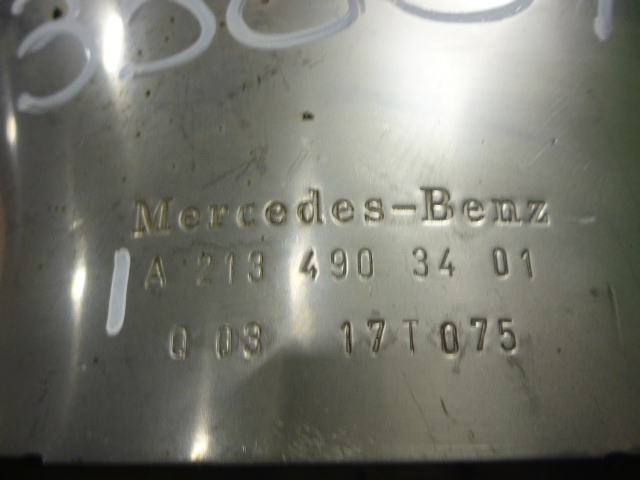 Mercedes-Benz
A 213 490 34 01
Q 03 17T075